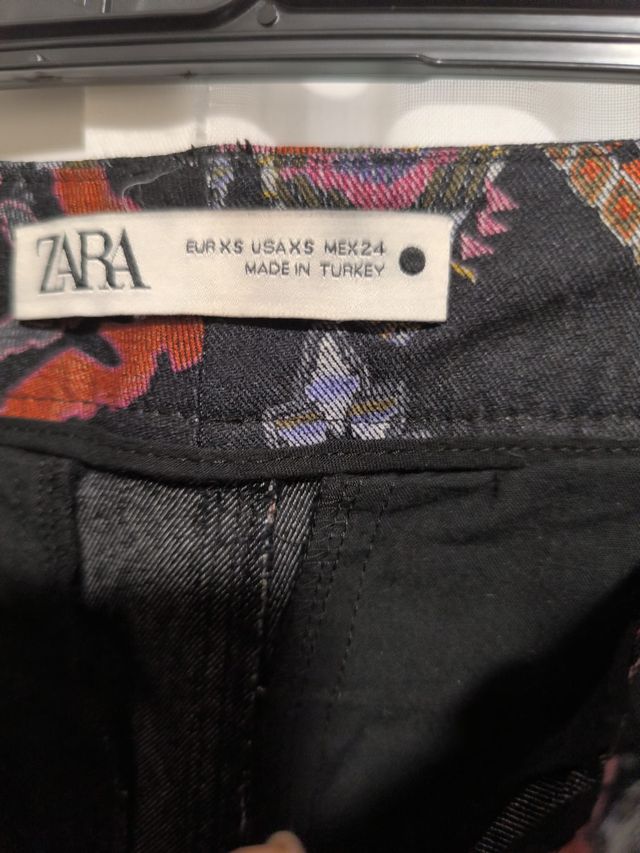 ZARA
EUR XS USA XS MEX 24
MADE IN TURKEY